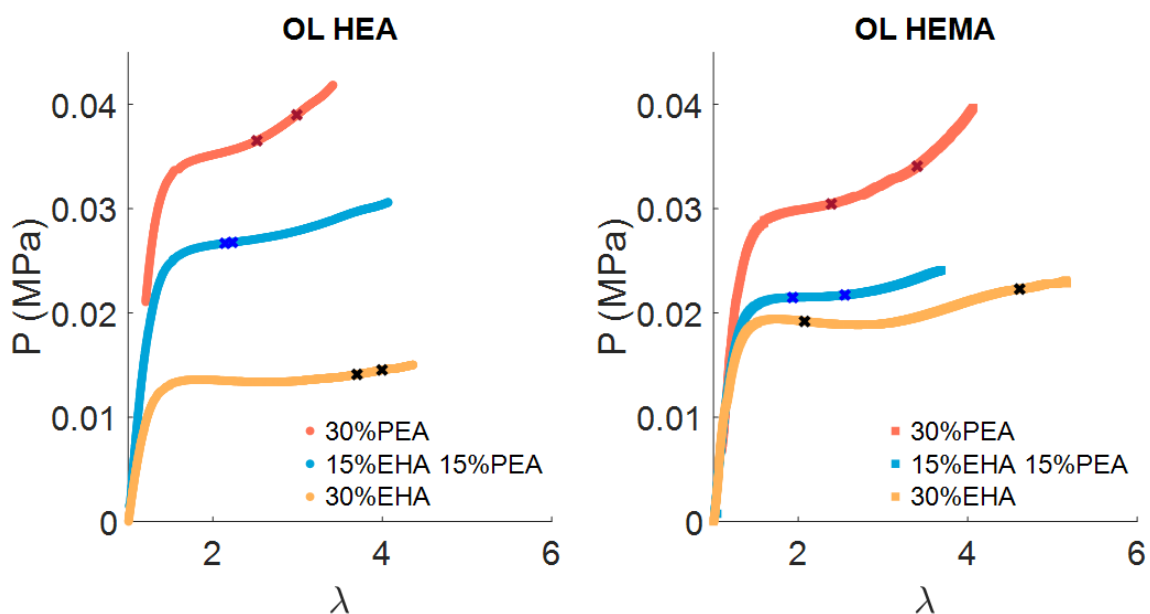 OL HEA
P (MPa)
0.04
0.03
0.02
0.01
0
2
4
6
λ
30%PEA
15%EHA 15%PEA
30%EHA
OL HEMA
P (MPa)
0.04
0.03
0.02
0.01
0
2
4
6
λ
30%PEA
15%EHA 15%PEA
30%EHA